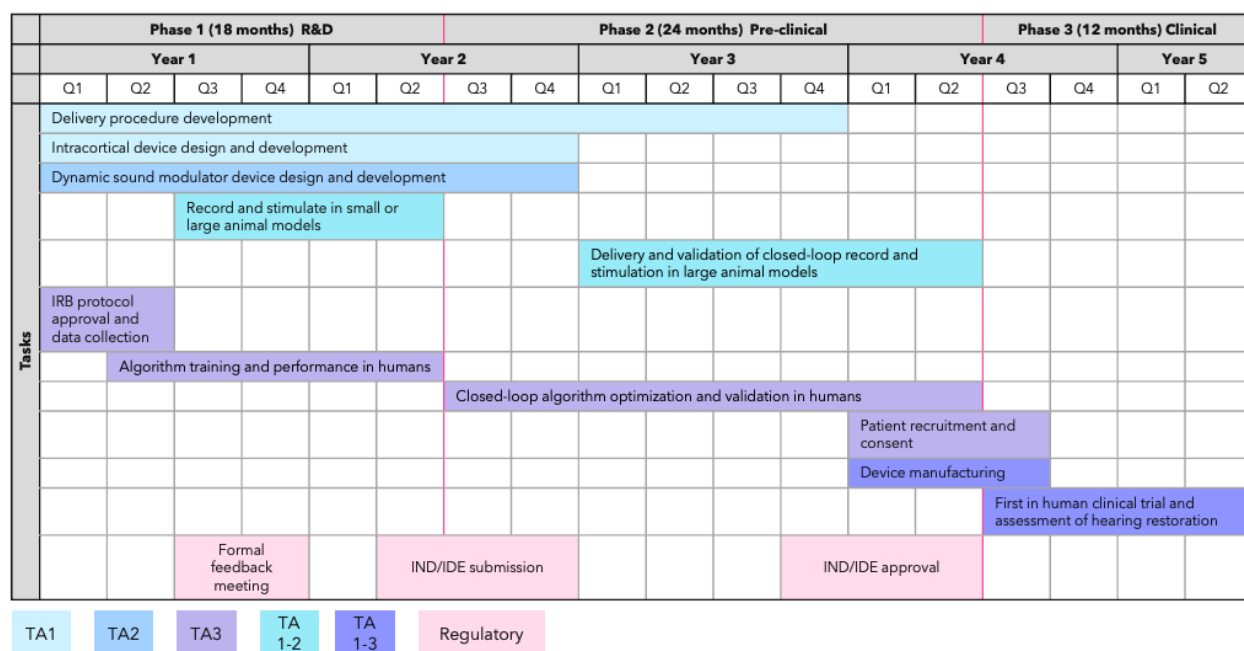 Phase 1 (18 months) R&D Phase 2 (24 months) Pre-clinical Phase 3 (12 months) Clinical
Year 1 Year 2 Year 3 Year 4 Year 5
Q1 Q2 Q3 Q4 Q1 Q2 Q3 Q4 Q1 Q2 Q3 Q4 Q1 Q2 Q3 Q4 Q1 Q2
Tasks
Delivery procedure development
Intracortical device design and development
Dynamic sound modulator device design and development
Record and stimulate in small or
large animal models
Delivery and validation of closed-loop record and
stimulation in large animal models
IRB protocol
approval and
data collection
Algorithm training and performance in humans
Closed-loop algorithm optimization and validation in humans
Patient recruitment and
consent
Device manufacturing
First in human clinical trial and
assessment of hearing restoration
Formal
feedback
meeting
IND/IDE submission
IND/IDE approval
TA1
TA2
TA3
TA
1-2
TA
1-3
Regulatory